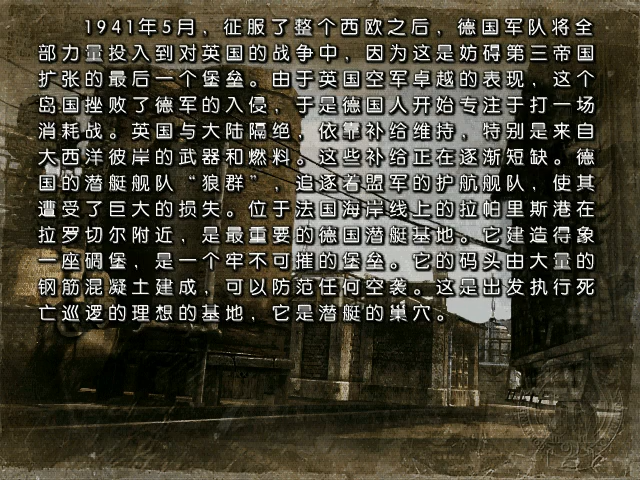 1941年5月，征服了整个西欧之后，德国军队将全
部力量投入到对英国的战争中，因为这是妨碍第三帝国
扩张的最后一个堡垒。由于英国空军卓越的表现，这个
岛国挫败了德军的入侵，于是德国人开始专注于打一场
消耗战。英国与大陆隔绝，依靠补给维持，特别是来自
大西洋彼岸的武器和燃料。这些补给正在逐渐短缺。德
国的潜艇舰队“狼群”，追逐着盟军的护航舰队，使其
遭受了巨大的损失。位于法国海岸线上的拉帕里斯港在
拉罗切尔附近，是最重要的德国潜艇基地。它建造得象
一座碉堡，是一个牢不可摧的堡垒。它的码头由大量的
钢筋混凝土建成，可以防范任何空袭。这是出发执行死
亡巡逻的理想的基地，它是潜艇的巢穴。